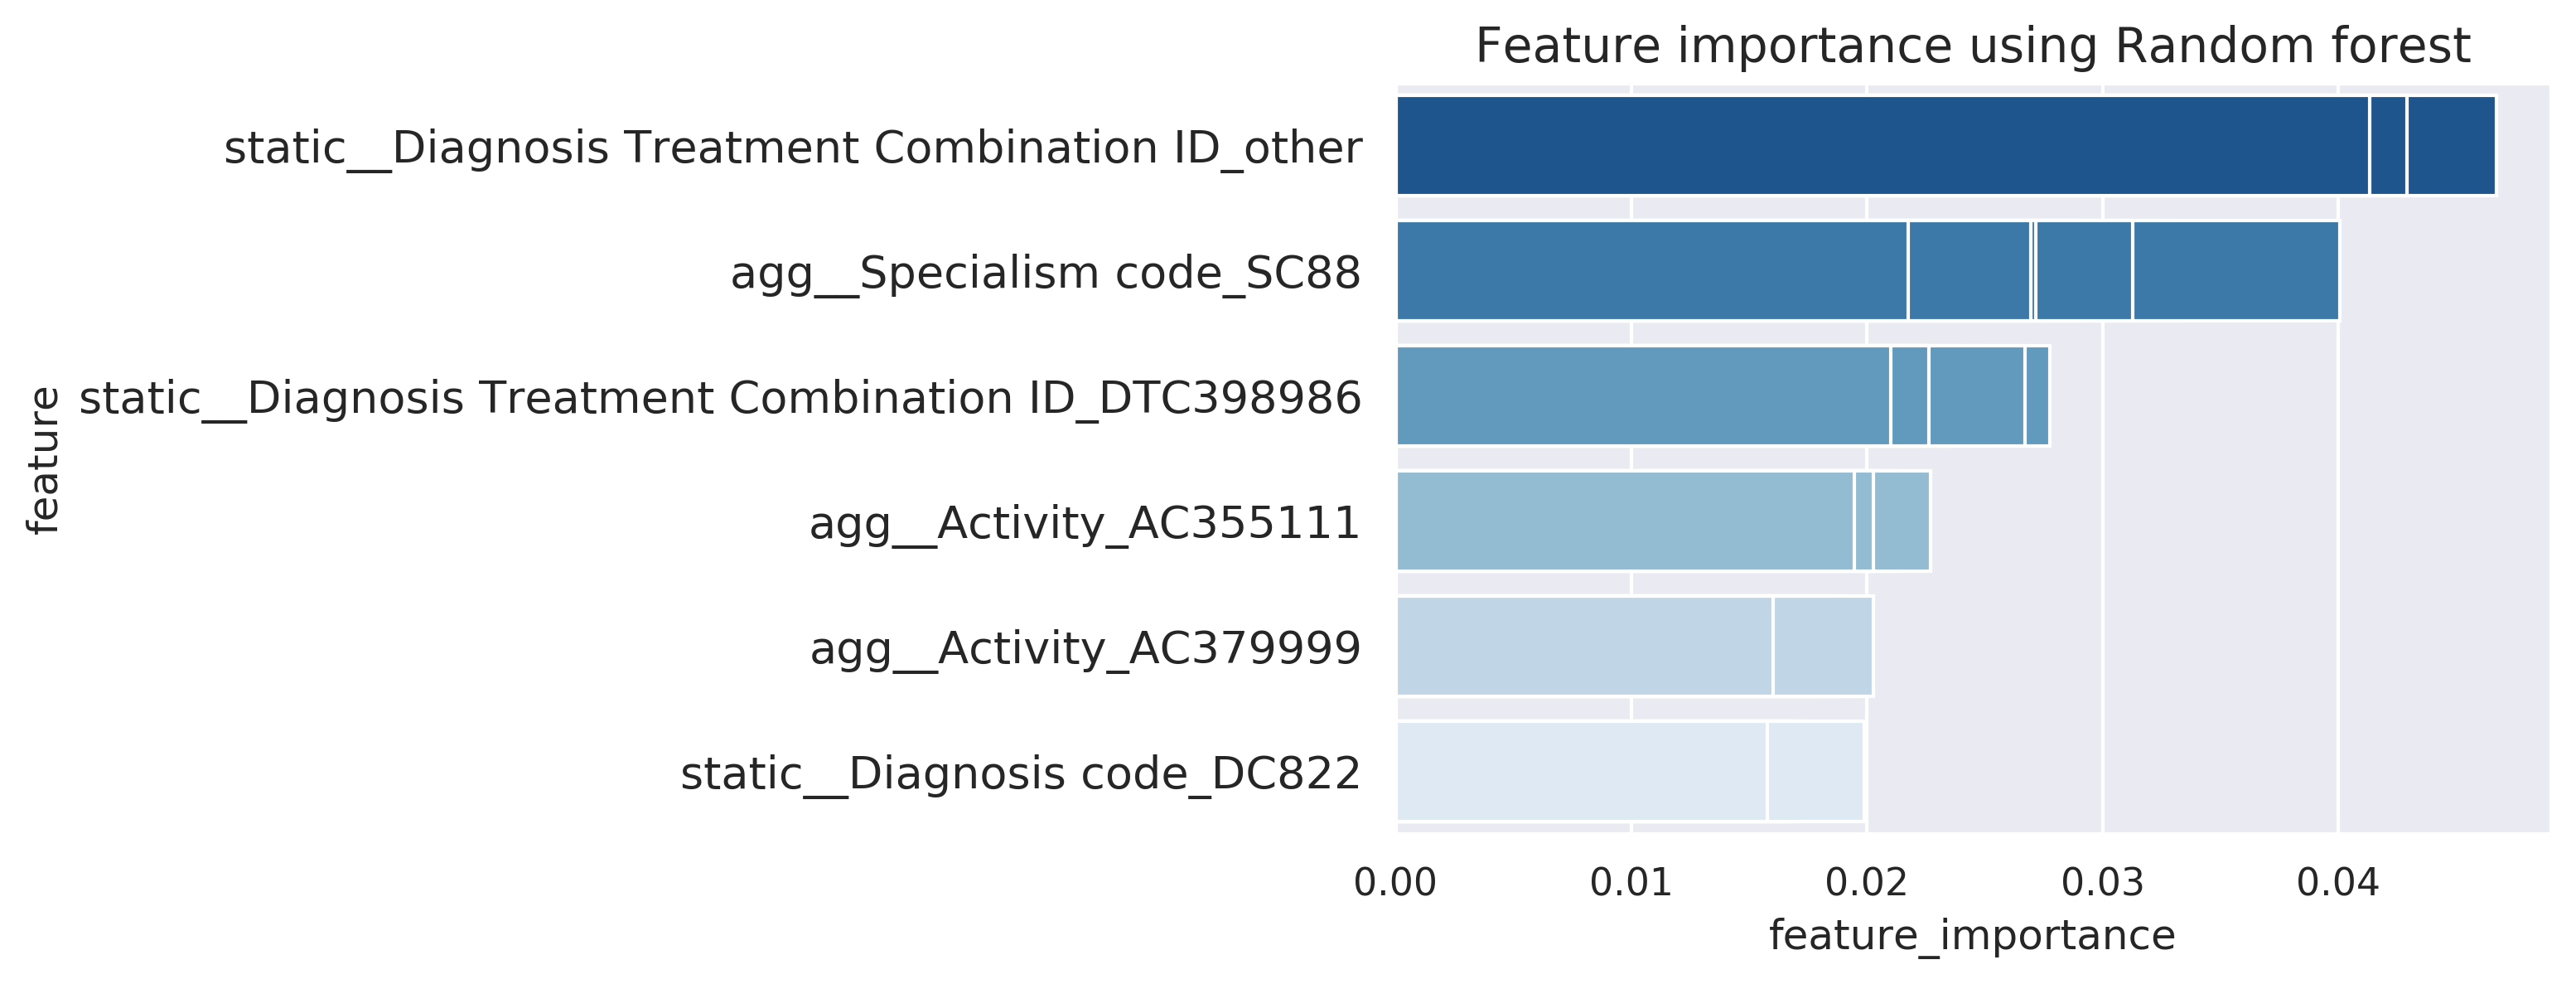 Feature importance using Random forest
feature
static__Diagnosis Treatment Combination ID_other
agg__Specialism code_SC88
static__Diagnosis Treatment Combination ID_DTC398986
agg__Activity_AC355111
agg__Activity_AC379999
static__Diagnosis code_DC822
0.00 0.01 0.02 0.03 0.04
feature_importance